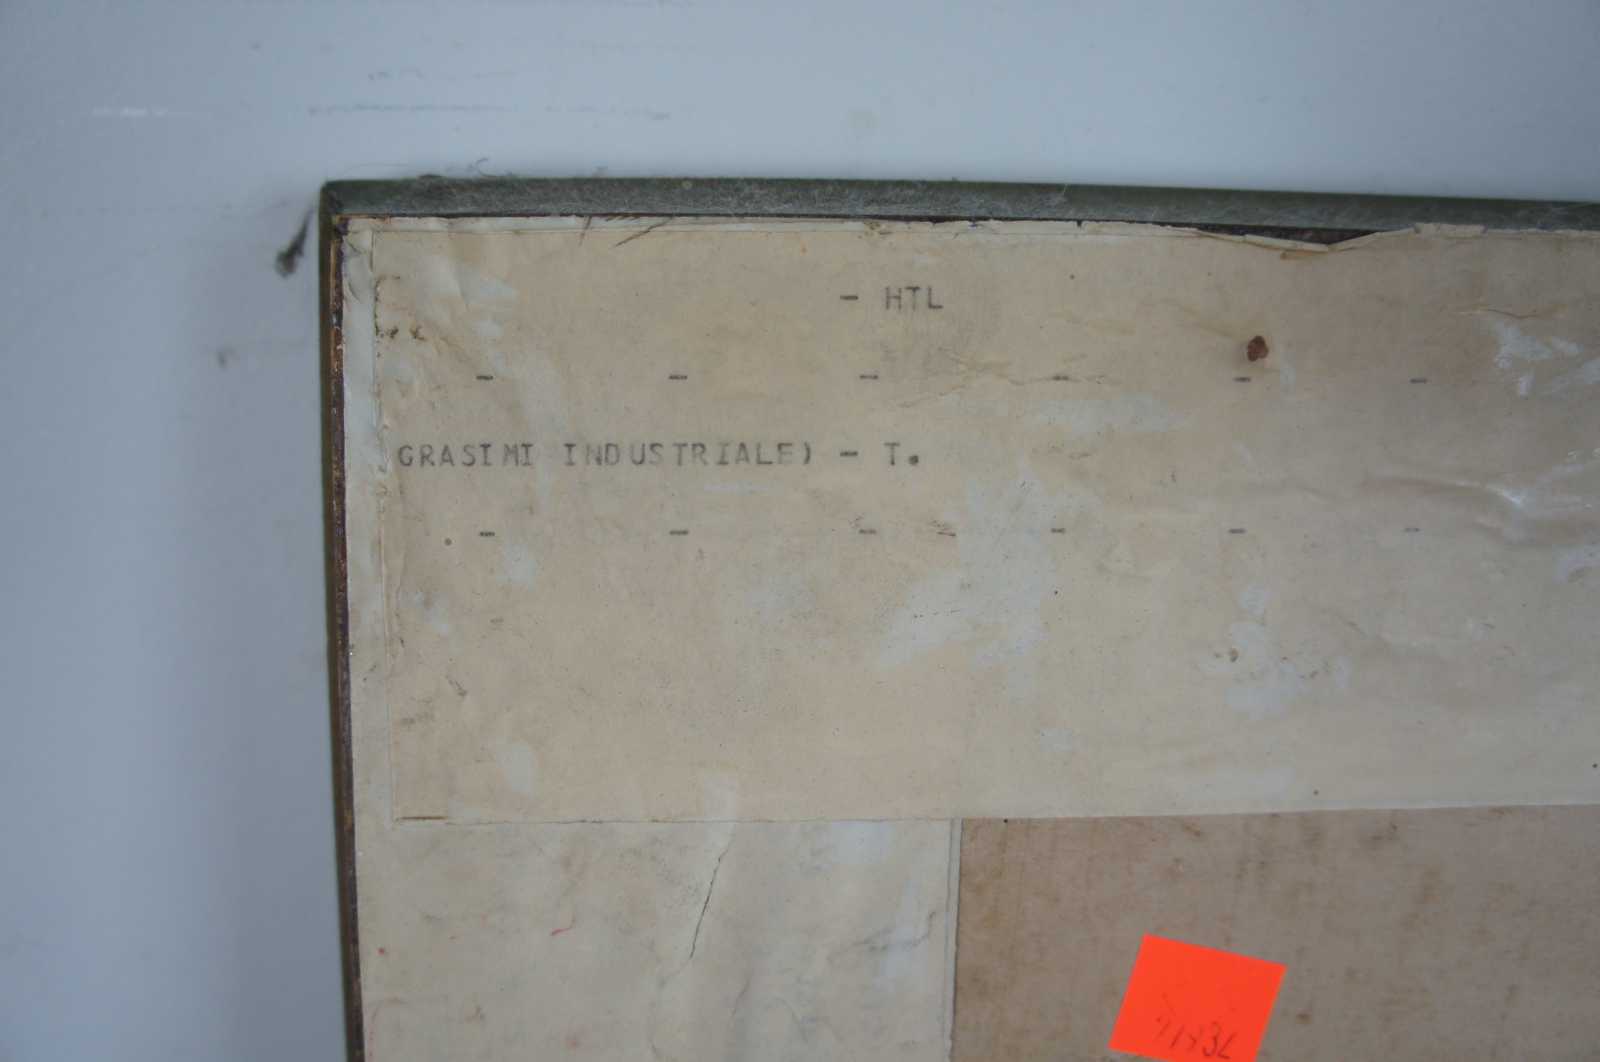 - HTL
- - - - - -
GRASIMI INDUSTRIALE) - T.
- - - - - -